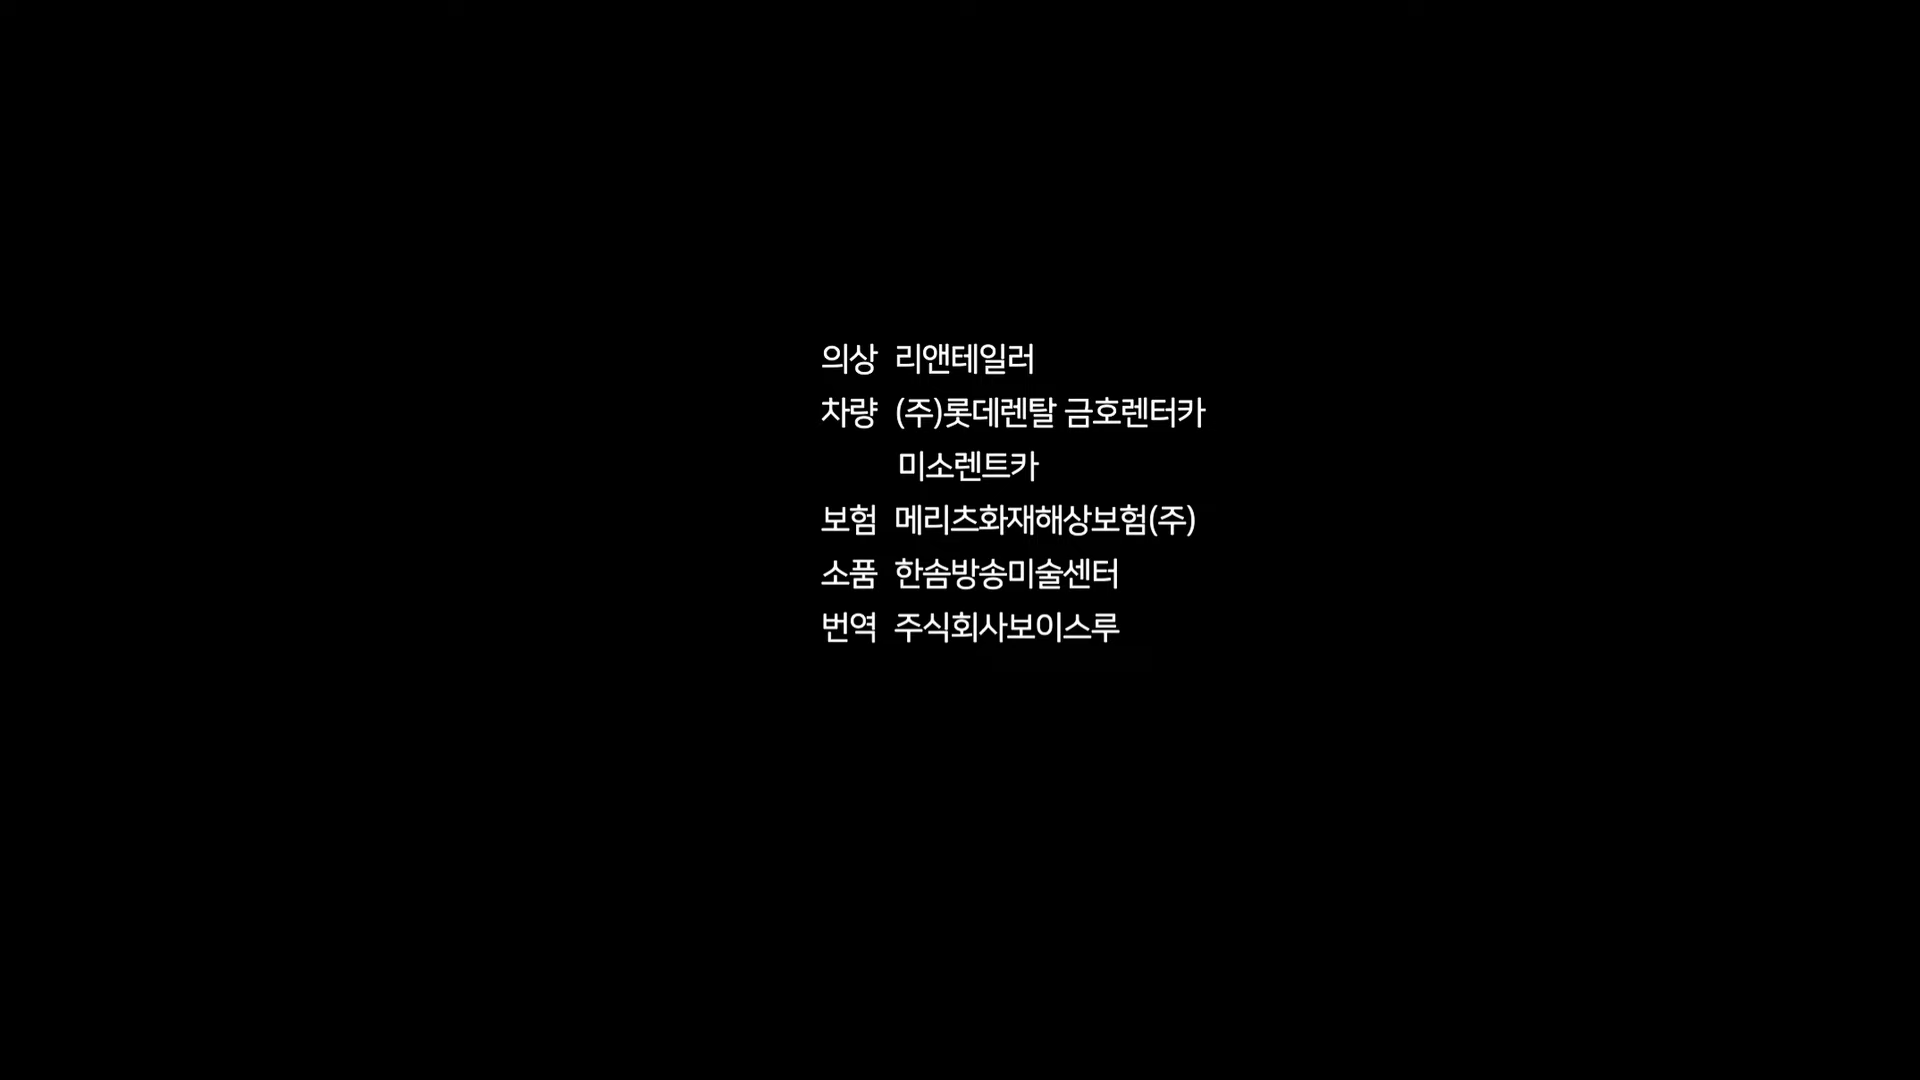 의상 리앤테일러
차량 (주)롯데렌탈 금호렌터카
미소렌트카
보험 메리츠화재해상보험(주)
소품 한솜방송미술센터
번역 주식회사보이스루